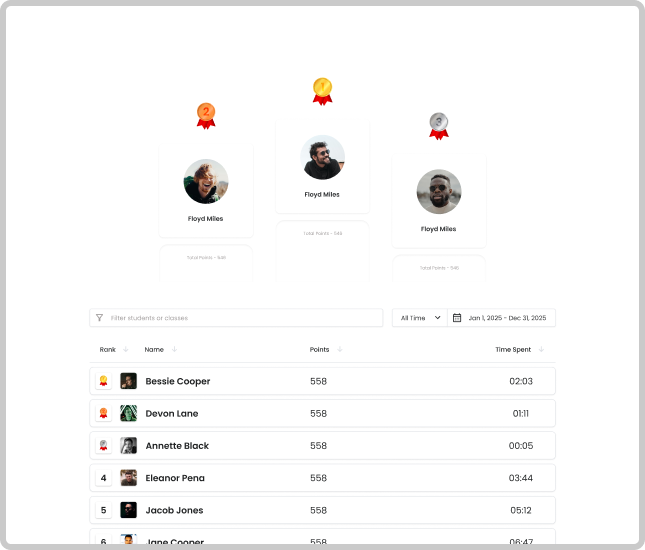 1
2
3
Floyd Miles
Floyd Miles
Floyd Miles
Total Points - 548
Total Points - 548
Total Points - 548
Filter students or classes
All Time
Jan 1, 2025 - Dec 31, 2025
Rank Name Points Time Spent
Bessie Cooper 558 02:03
Devon Lane 558 01:11
Annette Black 558 00:05
4 Eleanor Pena 558 03:44
5 Jacob Jones 558 05:12
6 Jane Cooper 558 06:47